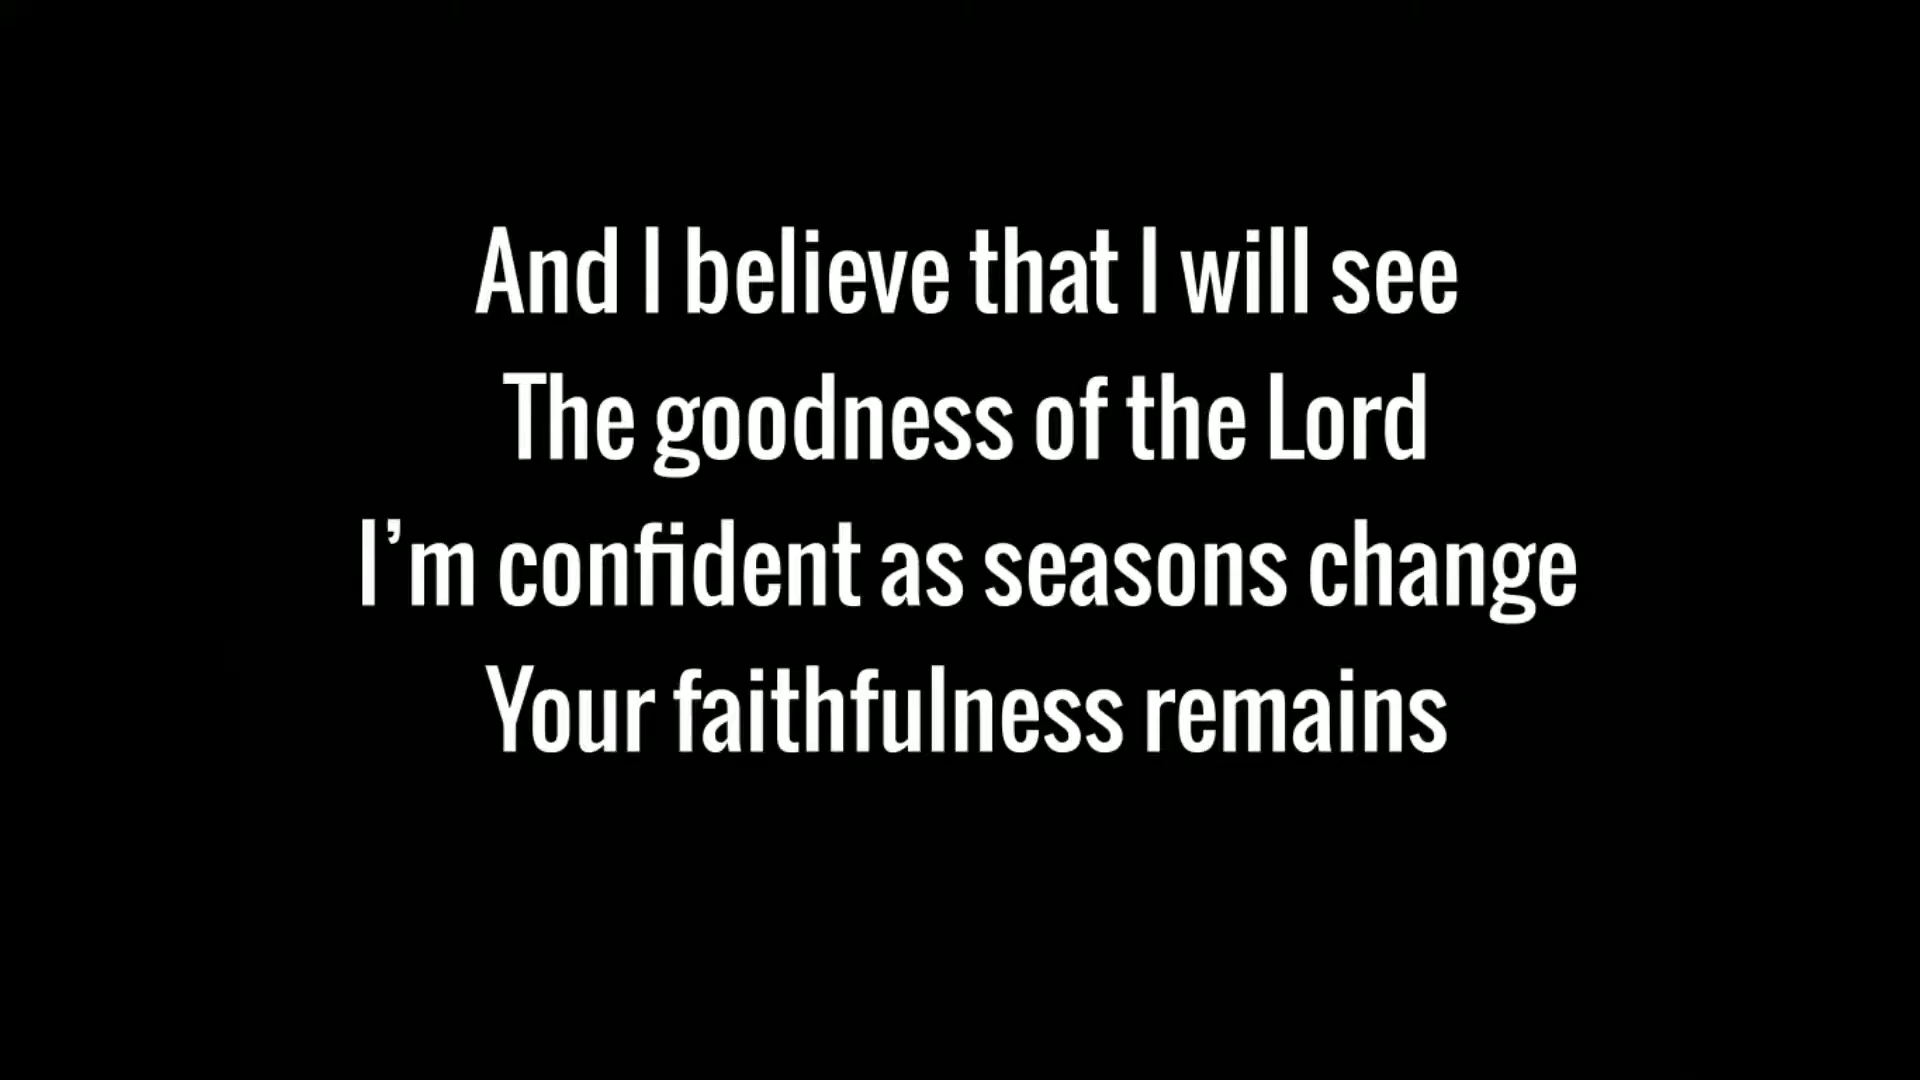 And I believe that I will see
The goodness of the Lord
I’m confident as seasons change
Your faithfulness remains